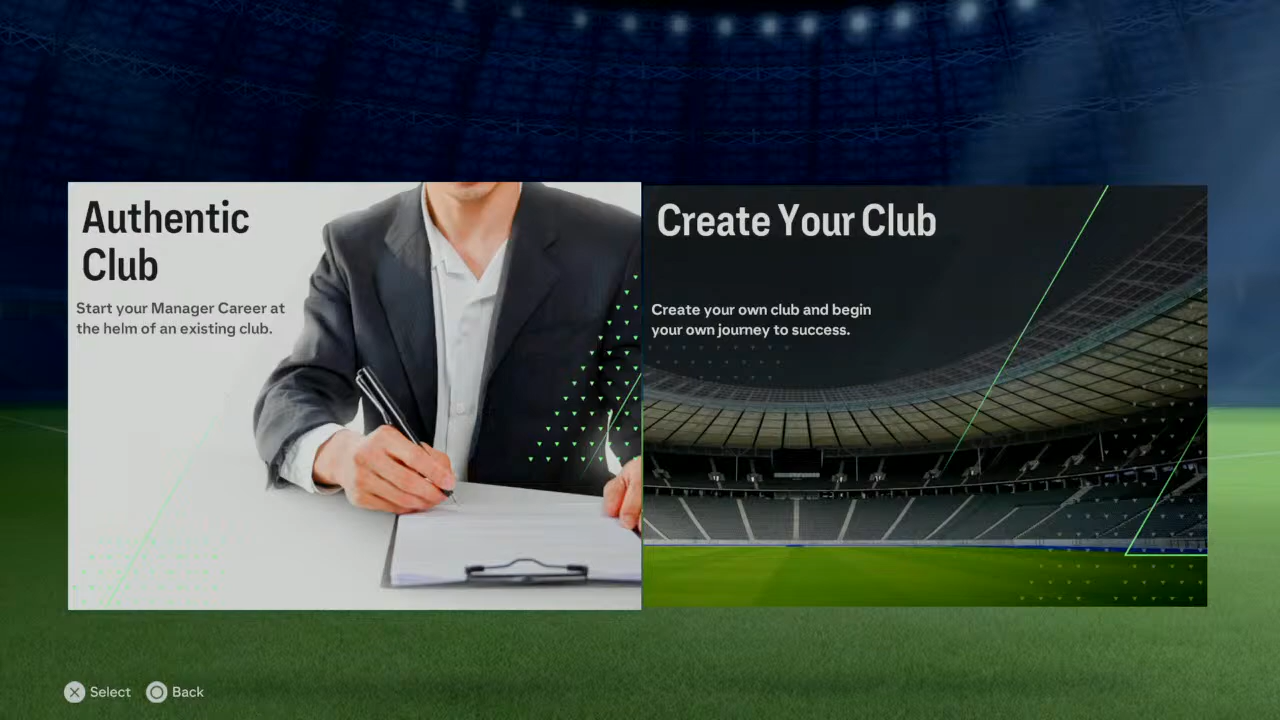 Authentic
Club
Start your Manager Career at
the helm of an existing club.
Create Your Club
Create your own club and begin
your own journey to success.
Select
Back